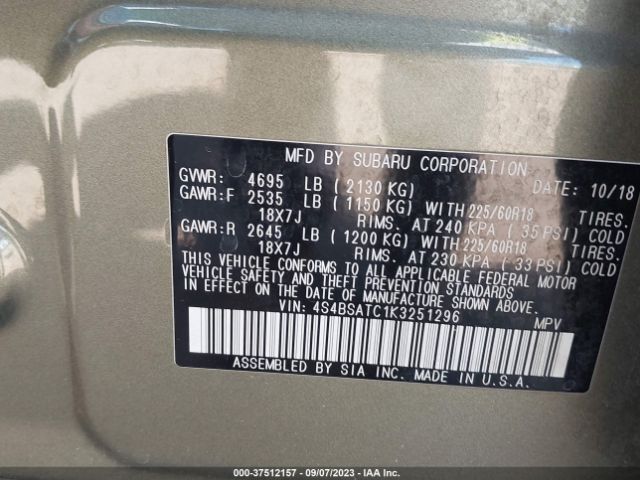 MFD BY SUBARU CORPORATION
GVWR: 4695 LB (2130 KG) DATE: 10/18
GAWR:F 2535 LB (1150 KG) WITH 225/60R18 TIRES.
18X7J RIMS. AT 240 KPA (35 PSI) COLD
GAWR:R 2645 LB (1200 KG) WITH 225/60R18 TIRES.
18X7J RIMS. AT 230 KPA (33 PSI) COLD
THIS VEHICLE CONFORMS TO ALL APPLICABLE FEDERAL MOTOR
VEHICLE SAFETY AND THEFT PREVENTION STANDARDS
IN EFFECT ON THE DATE OF MANUFACTURE SHOWN ABOVE.
VIN: 4S4BSATC1K3251296 MPV
ASSEMBLED BY SIA INC. MADE IN U.S.A.
000-37512157 - 09/07/2023 - IAA Inc.